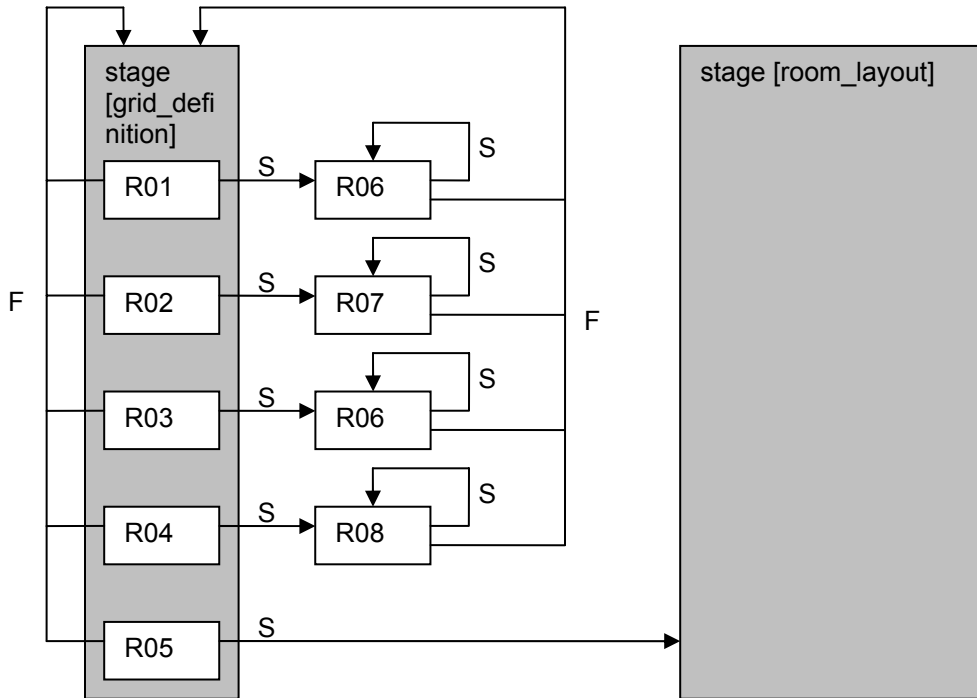 stage
[grid_defi
nition]
stage [room_layout]
S
R01
S
R06
S
R02
S
R07
S
F
F
R03
S
R06
S
R04
S
R08
S
R05
S